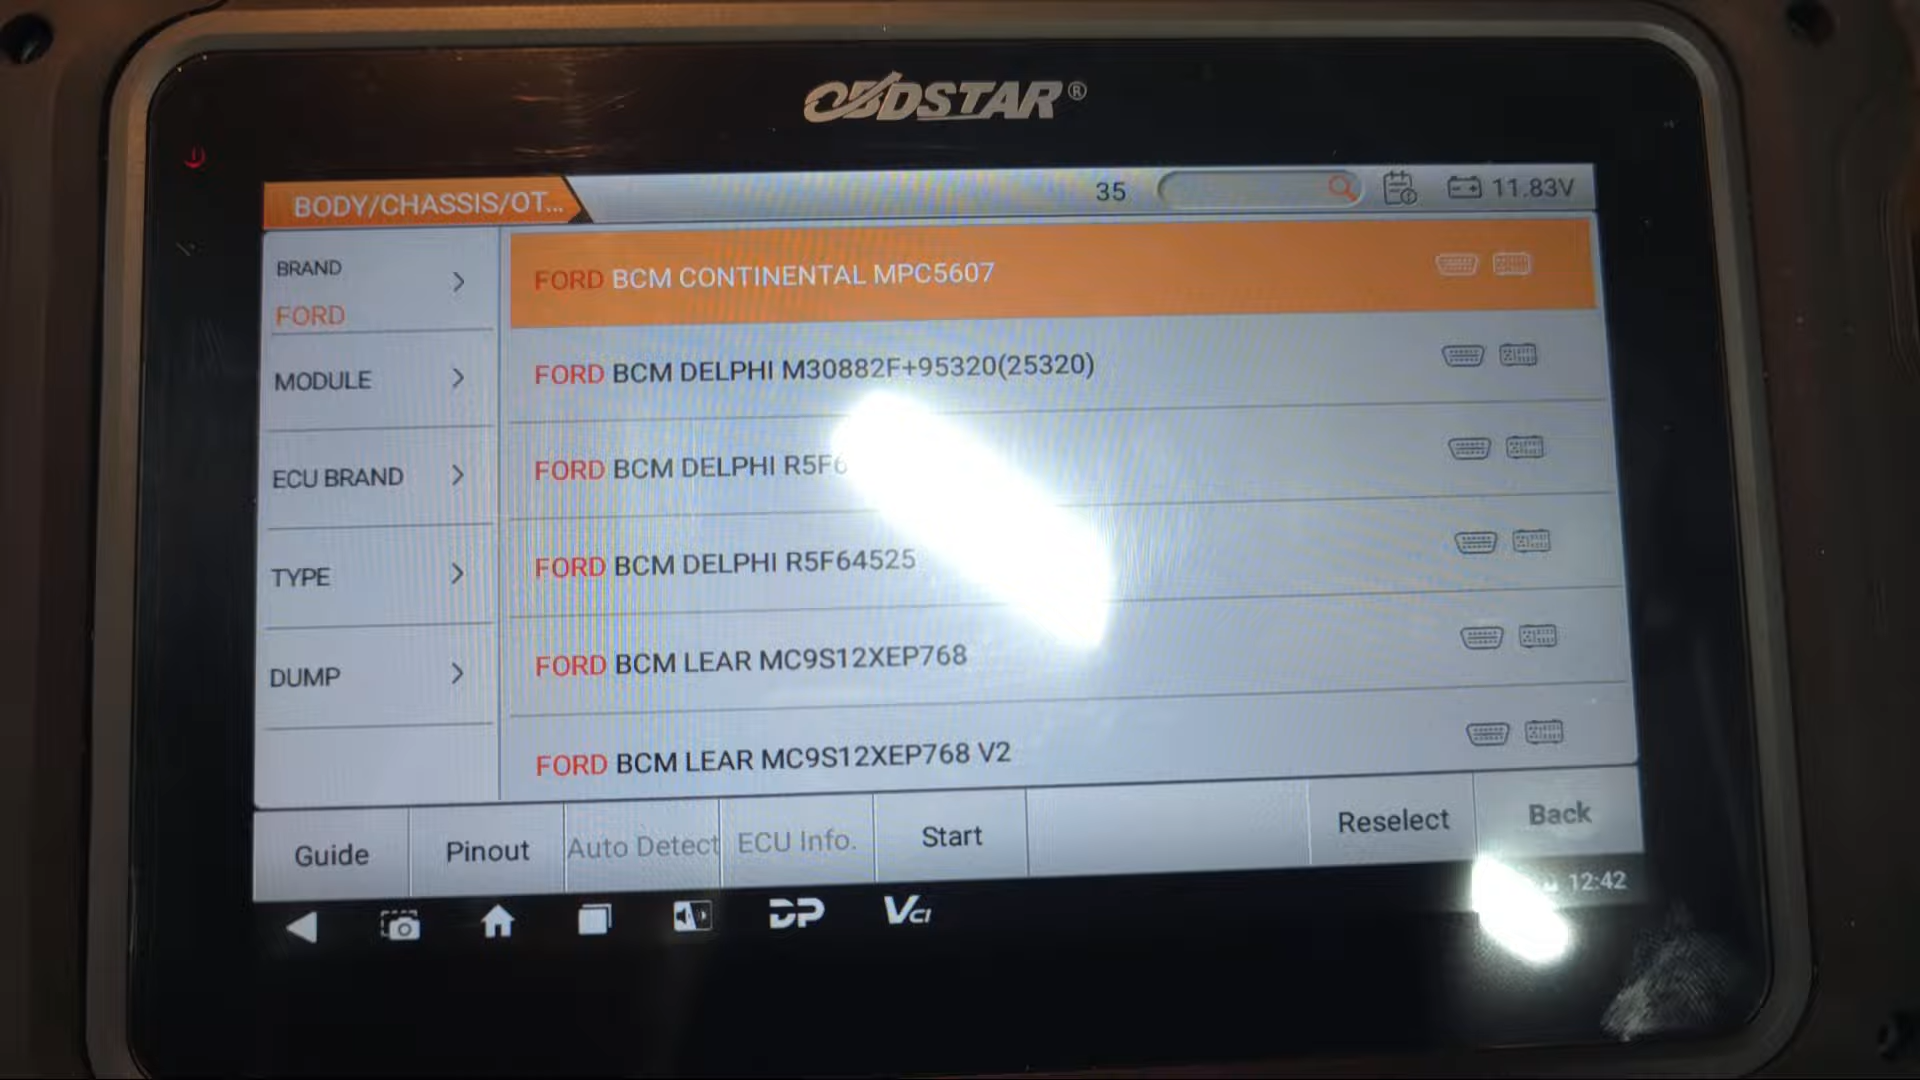 OBDSTAR®
BODY/CHASSIS/OT...
35
11.83V
BRAND
FORD
MODULE
ECU BRAND
TYPE
DUMP
FORD BCM CONTINENTAL MPC5607
FORD BCM DELPHI M30882F+95320(25320)
FORD BCM DELPHI
FORD BCM DELPHI R5F64525
FORD BCM LEAR MC9S12XEP768
FORD BCM LEAR MC9S12XEP768 V2
Guide
Pinout
Auto Detect
ECU Info.
Start
Reselect
Back
DP
VCI
12:42